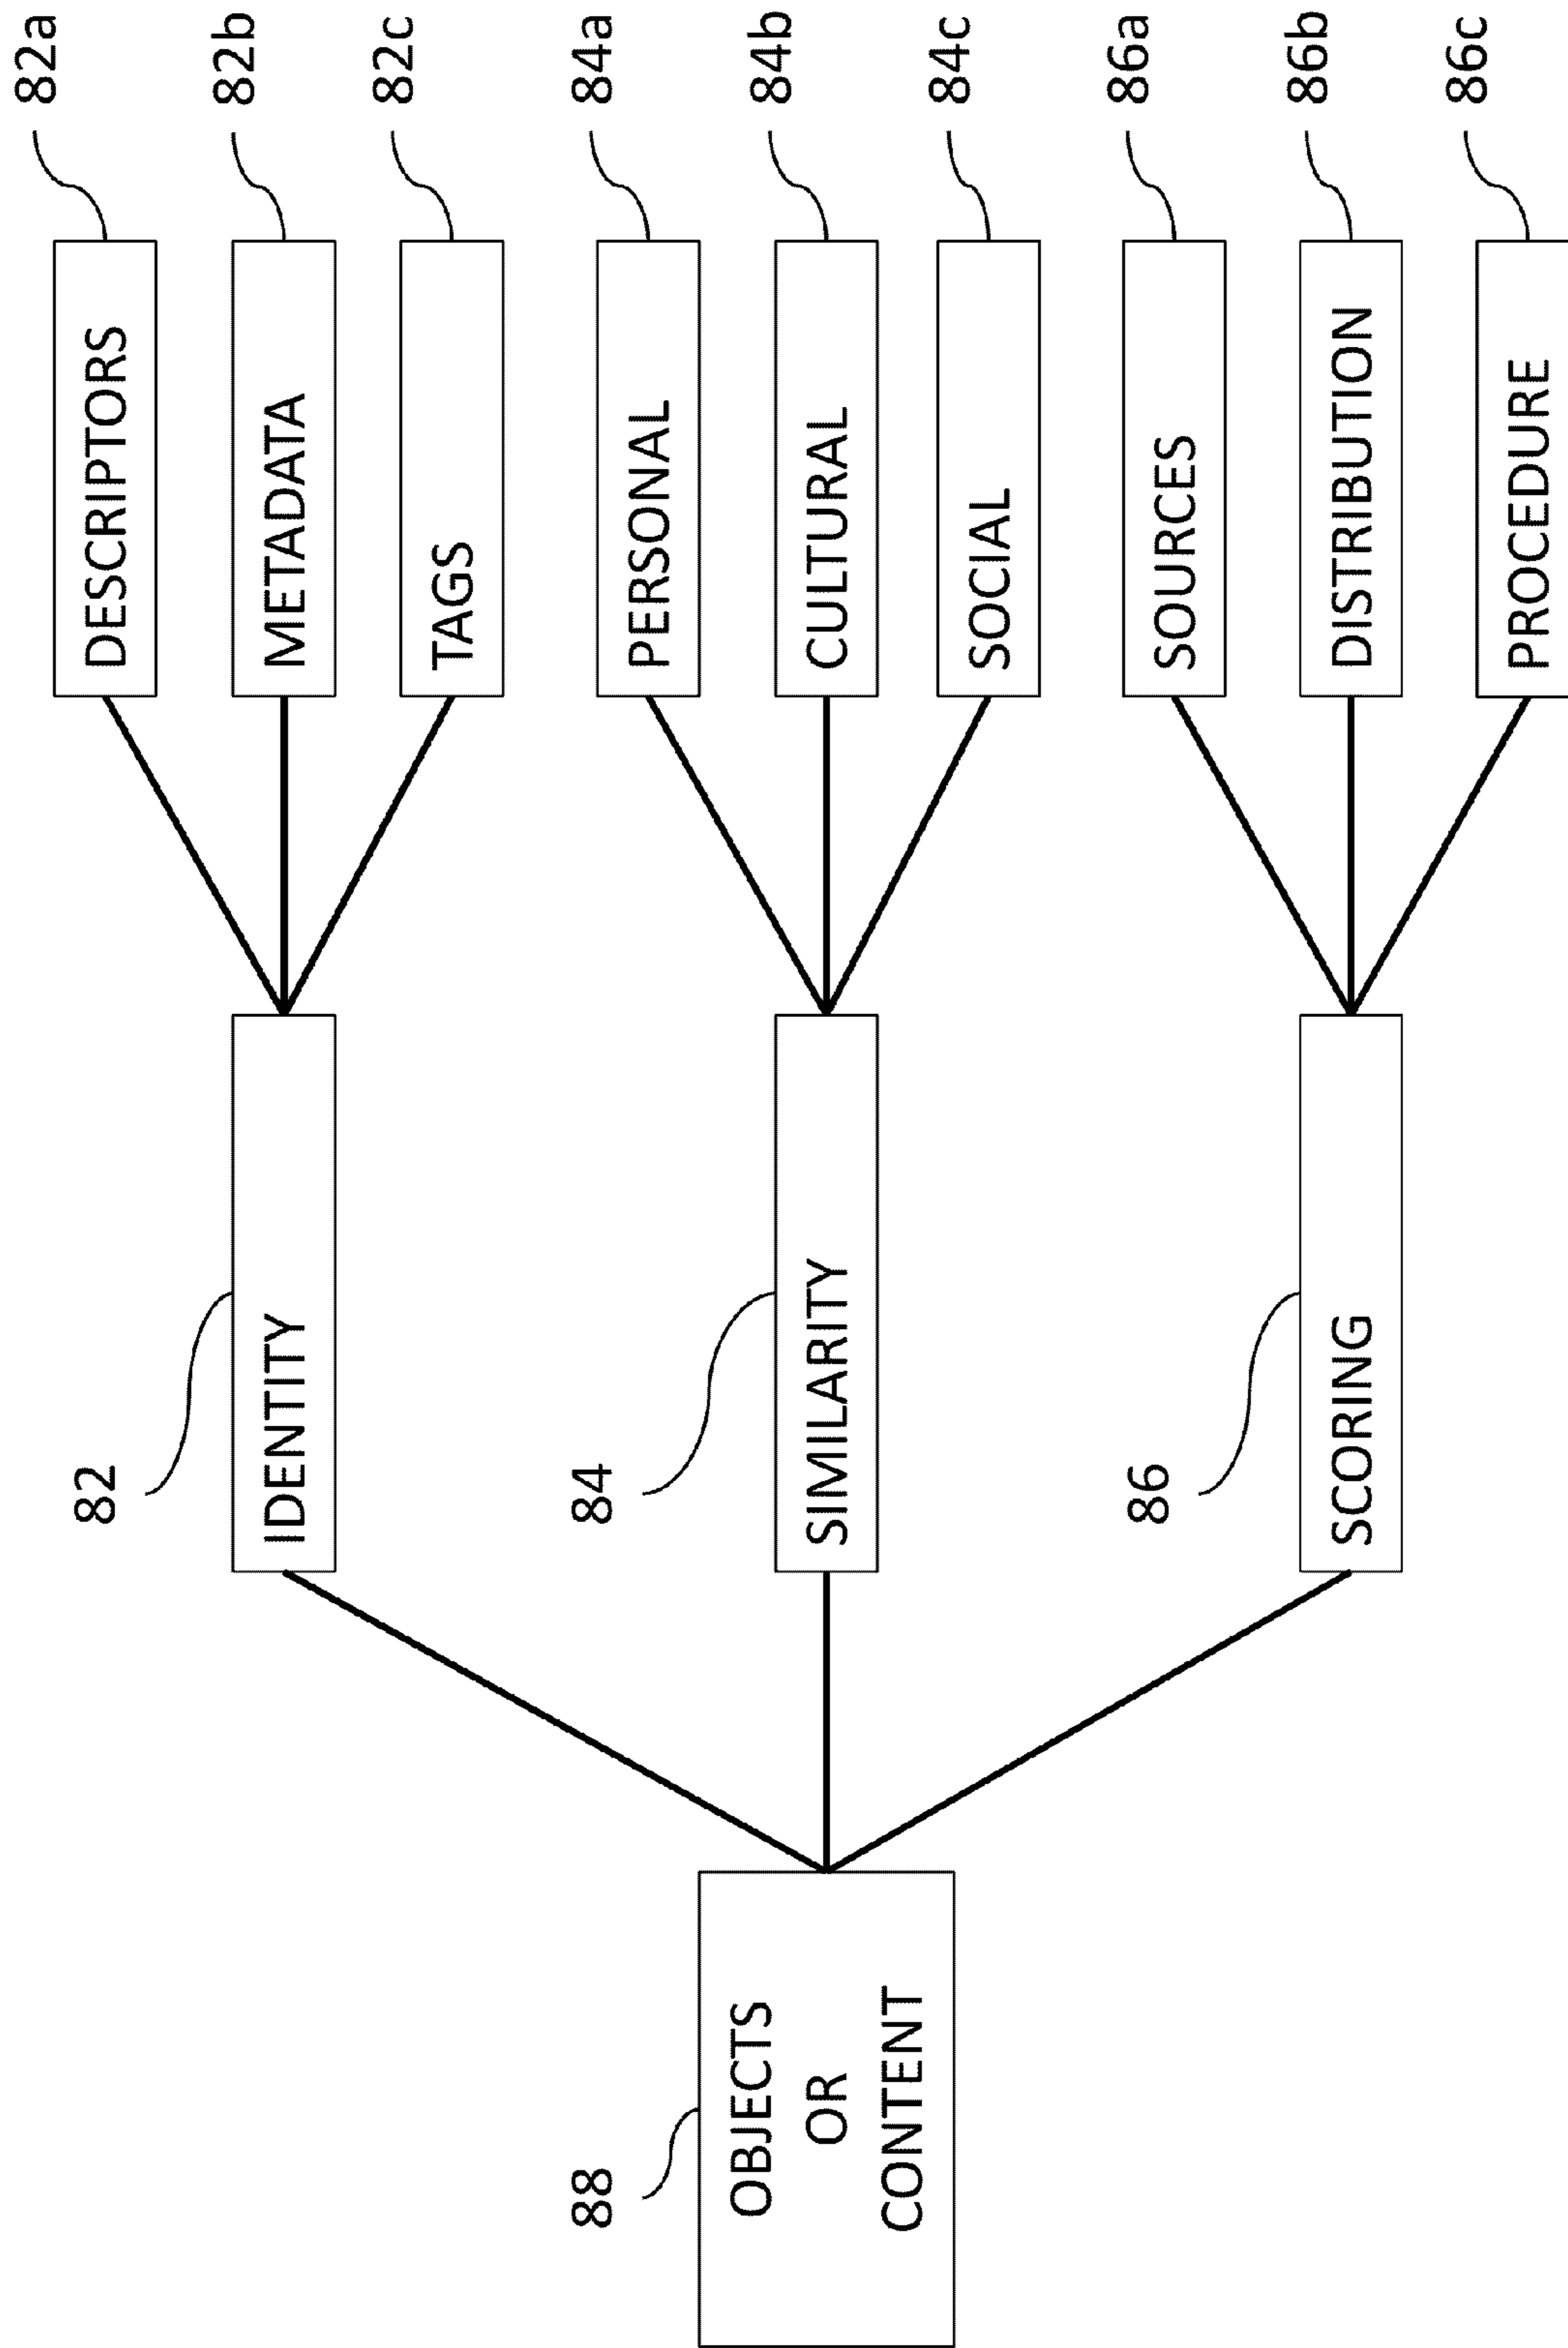 88
OBJECTS
OR
CONTENT
82
IDENTITY
84
SIMILARITY
86
SCORING
DESCRIPTORS
82a
METADATA
82b
TAGS
82c
PERSONAL
84a
CULTURAL
84b
SOCIAL
84c
SOURCES
86a
DISTRIBUTION
86b
PROCEDURE
86c